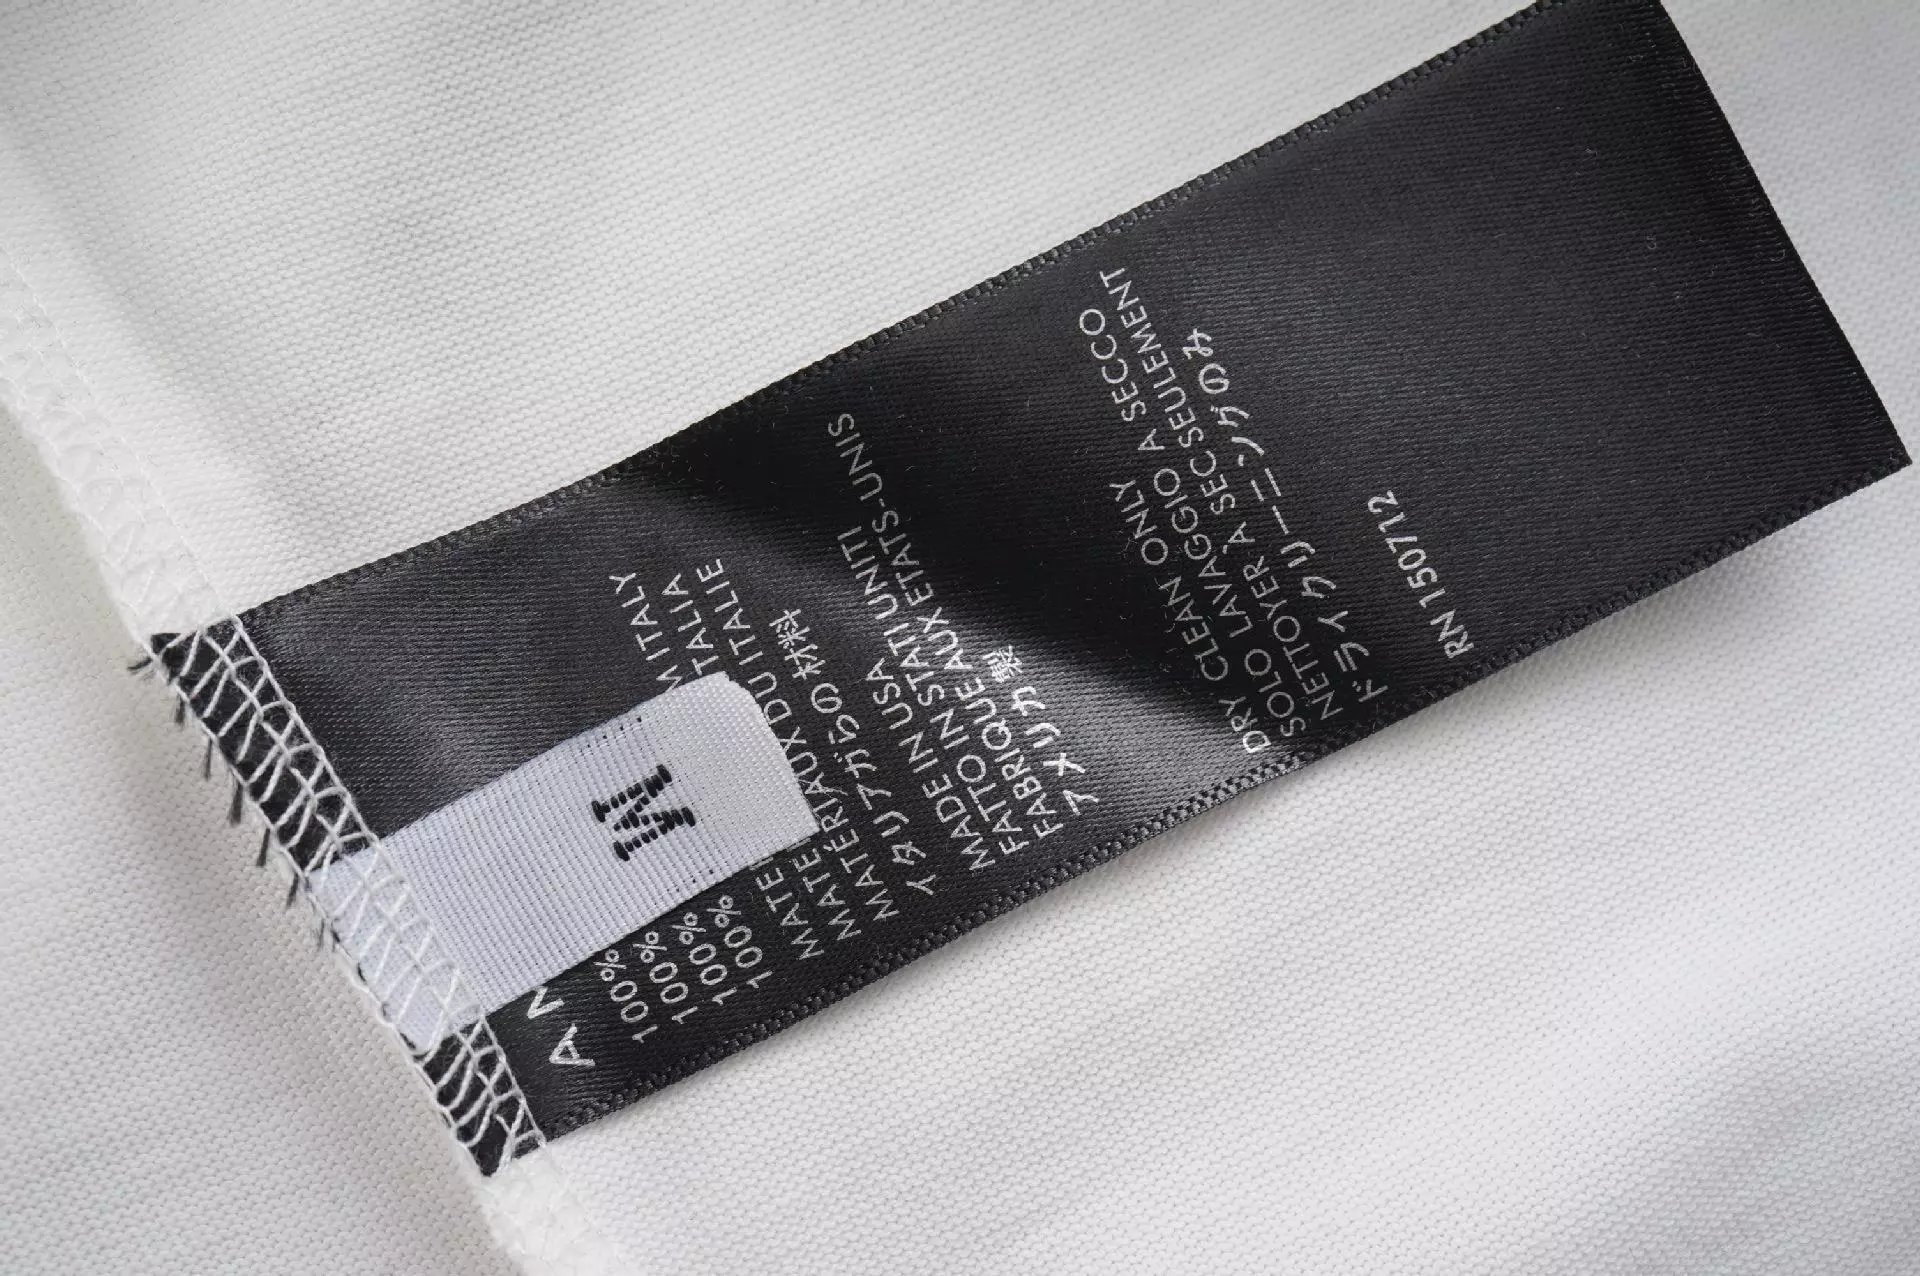 M
100%
100%
100%
100%
ITALY
DU ITALIE
イタリアからの材料
MADE IN USA
FATTO IN STATI UNITI
FABRIQUE AUX ETATS-UNIS
アメリカ製
DRY CLEAN ONLY
SOLO LAVAGGIO A SECCO
NETTOYER A SEC SEULEMENT
ドライクリーニングのみ
RN 150712